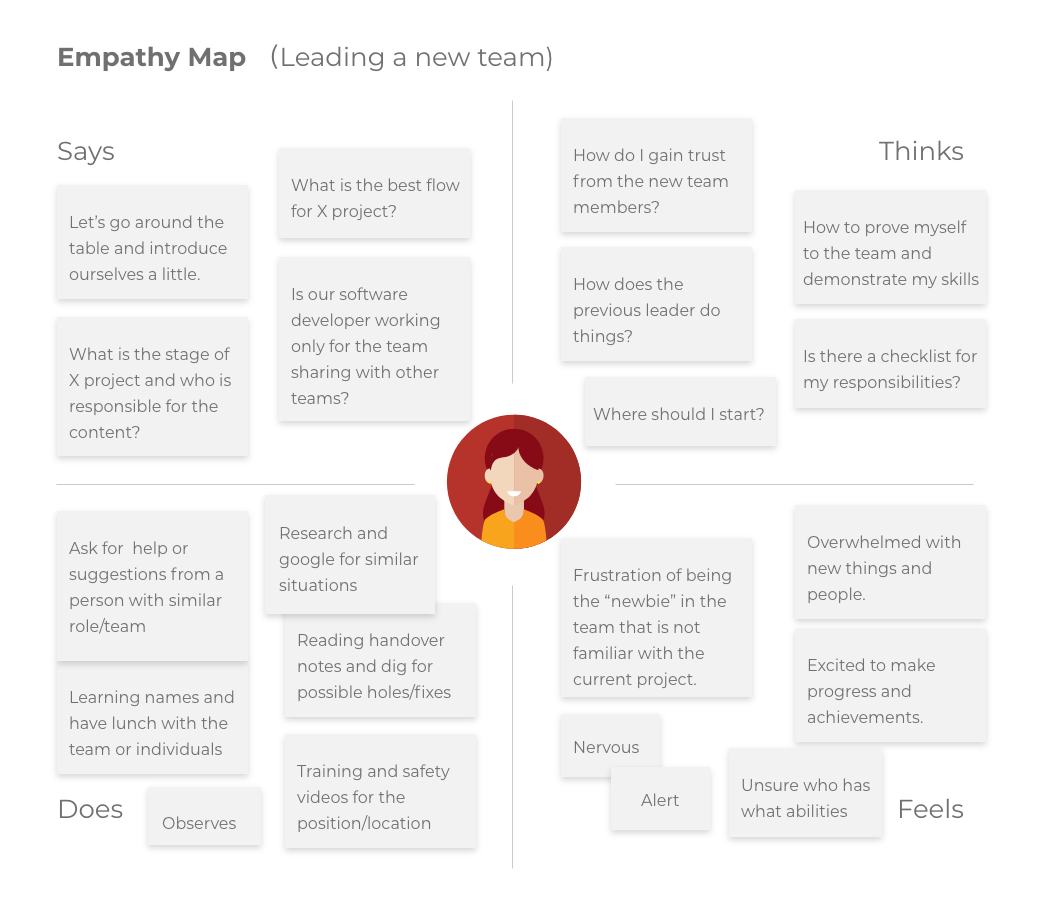 Empathy Map (Leading a new team)
Says
Let's go around the
table and introduce
ourselves a little.
What is the best flow
for X project?
What is the stage of
X project and who is
responsible for the
content?
Is our software
developer working
only for the team
sharing with other
teams?
Thinks
How do I gain trust
from the new team
members?
How to prove myself
to the team and
demonstrate my skills
How does the
previous leader do
things?
Is there a checklist for
my responsibilities?
Where should I start?
Ask for  help or
suggestions from a
person with similar
role/team
Research and
google for similar
situations
Reading handover
notes and dig for
possible holes/fixes
Learning names and
have lunch with the
team or individuals
Training and safety
videos for the
position/location
Does
Observes
Frustration of being
the “newbie” in the
team that is not
familiar with the
current project.
Overwhelmed with
new things and
people.
Excited to make
progress and
achievements.
Nervous
Alert
Unsure who has
what abilities
Feels